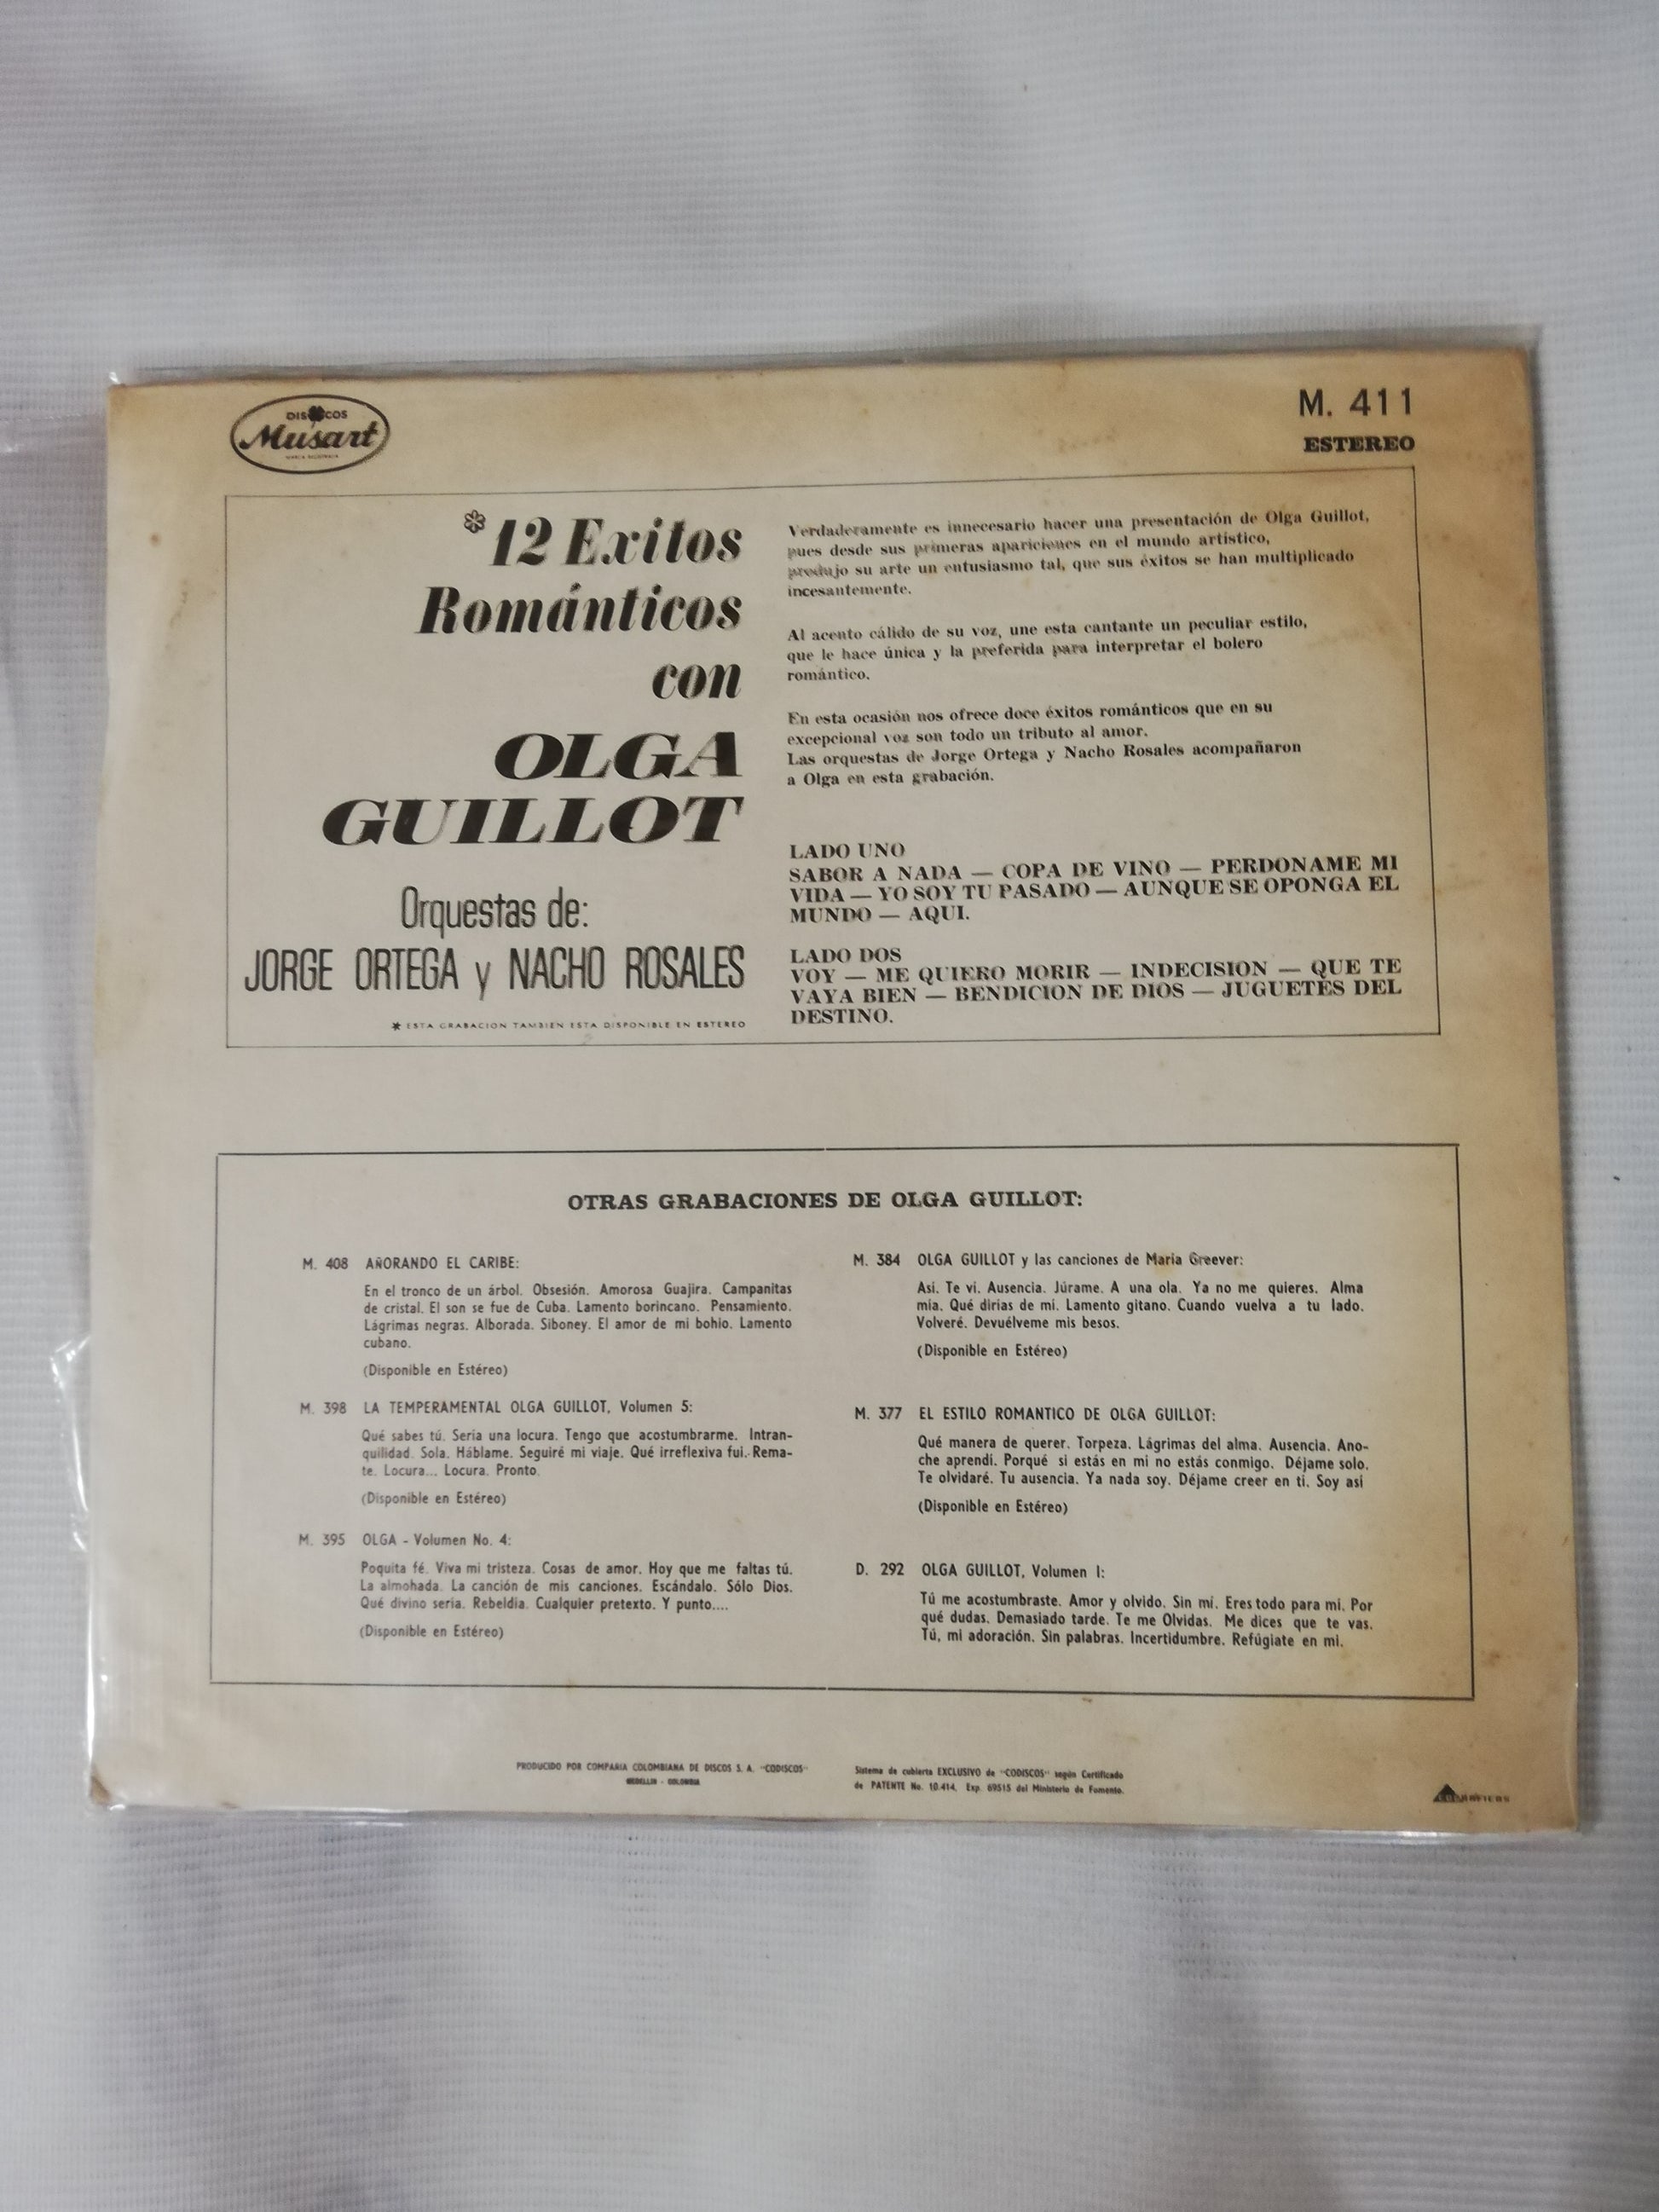 DISCOS
Musart
M. 411
ESTEREO
*12 Exitos
Románticos
con
OLGA
GUILLOT
Orquestas de:
JORGE ORTEGA y NACHO ROSALES
* ESTA GRABACION TAMBIEN ESTA DISPONIBLE EN ESTEREO
Verdaderamente es innecesario hacer una presentación de Olga Guillot,
pues desde sus primeras apariciones en el mundo artístico,
produjo su arte un entusiasmo tal, que sus éxitos se han multiplicado
incesantemente.
Al acento cálido de su voz, une esta cantante un peculiar estilo,
que le hace única y la preferida para interpretar el bolero
romántico.
En esta ocasión nos ofrece doce éxitos románticos que en su
excepcional voz son todo un tributo al amor.
Las orquestas de Jorge Ortega y Nacho Rosales acompañaron
a Olga en esta grabación.
LADO UNO
SABOR A NADA — COPA DE VINO — PERDONAME MI
VIDA — YO SOY TU PASADO — AUNQUE SE OPONGA EL
MUNDO — AQUI.
LADO DOS
VOY — ME QUIERO MORIR — INDECISION — QUE TE
VAYA BIEN — BENDICION DE DIOS — JUGUETES DEL
DESTINO.
OTRAS GRABACIONES DE OLGA GUILLOT:
M. 408 AÑORANDO EL CARIBE:
En el tronco de un árbol. Obsesión. Amorosa Guajira. Campanitas
de cristal. El son se fue de Cuba. Lamento borincano. Pensamiento.
Lágrimas negras. Alborada. Siboney. El amor de mi bohío. Lamento
cubano.
(Disponible en Estéreo)
M. 398 LA TEMPERAMENTAL OLGA GUILLOT, Volumen 5:
Qué sabes tú. Sería una locura. Tengo que acostumbrarme. Intran-
quilidad. Sola. Háblame. Seguiré mi viaje. Qué irreflexiva fui. Rema-
te. Locura... Locura. Pronto.
(Disponible en Estéreo)
M. 395 OLGA - Volumen No. 4:
Poquita fé. Viva mi tristeza. Cosas de amor. Hoy que me faltas tú.
La almohada. La canción de mis canciones. Escándalo. Sólo Dios.
Qué divino sería. Rebeldía. Cualquier pretexto. Y punto....
(Disponible en Estéreo)
M. 384 OLGA GUILLOT y las canciones de María Greever:
Así. Te ví. Ausencia. Júrame. A una ola. Ya no me quieres. Alma
mía. Qué dirías de mí. Lamento gitano. Cuando vuelva a tu lado.
Volveré. Devuélveme mis besos.
(Disponible en Estéreo)
M. 377 EL ESTILO ROMANTICO DE OLGA GUILLOT:
Qué manera de querer. Torpeza. Lágrimas del alma. Ausencia. Ano-
che aprendí. Porqué si estás en mí no estás conmigo. Déjame solo.
Te olvidaré. Tu ausencia. Ya nada soy. Déjame creer en ti. Soy así
(Disponible en Estéreo)
D. 292 OLGA GUILLOT, Volumen I:
Tú me acostumbraste. Amor y olvido. Sin mí. Eres todo para mí. Por
qué dudas. Demasiado tarde. Te me Olvidas. Me dices que te vas.
Tú, mi adoración. Sin palabras. Incertidumbre. Refúgiate en mí.
PRODUCIDO POR COMPAÑIA COLOMBIANA DE DISCOS S. A. "CODISCOS"
MEDELLIN - COLOMBIA
Sistema de cubierta EXCLUSIVO de "CODISCOS" según Certificado
de PATENTE No. 10.414. Exp. 69515 del Ministerio de Fomento.